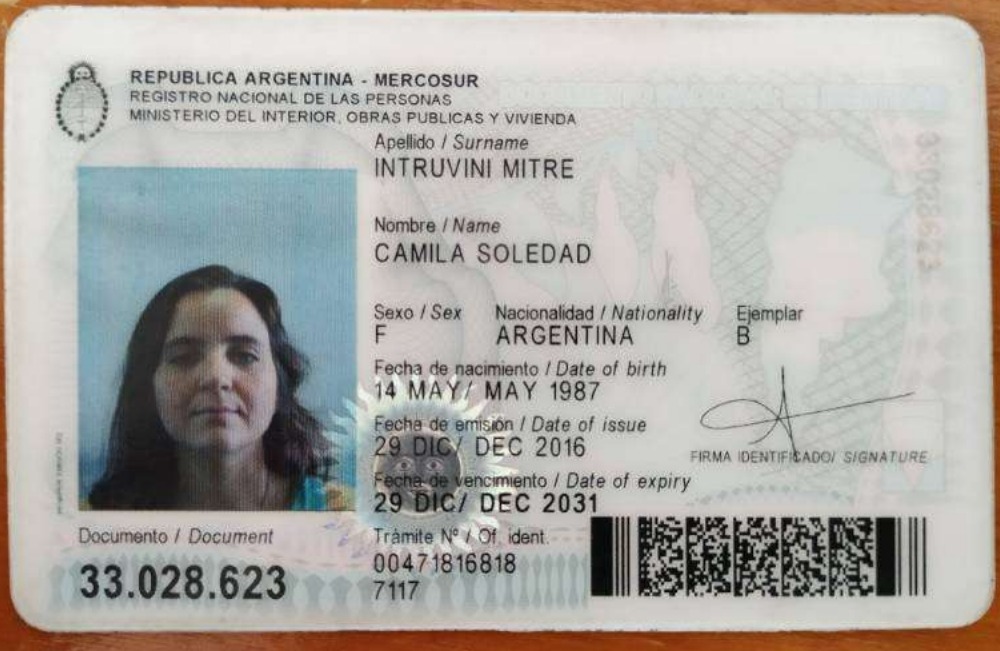 REPUBLICA ARGENTINA - MERCOSUR
REGISTRO NACIONAL DE LAS PERSONAS
MINISTERIO DEL INTERIOR, OBRAS PUBLICAS Y VIVIENDA
Apellido / Surname
INTRUVINI MITRE
Nombre / Name
CAMILA SOLEDAD
Sexo / Sex Nacionalidad / Nationality Ejemplar
F ARGENTINA B
Fecha de nacimiento / Date of birth
14 MAY/ MAY 1987
Fecha de emisión / Date of issue
29 DIC/ DEC 2016
FIRMA IDENTIFICADO/ SIGNATURE
Fecha de vencimiento / Date of expiry
29 DIC/ DEC 2031
Documento / Document
33.028.623
Trámite Nº / Of. ident.
00471816818
7117